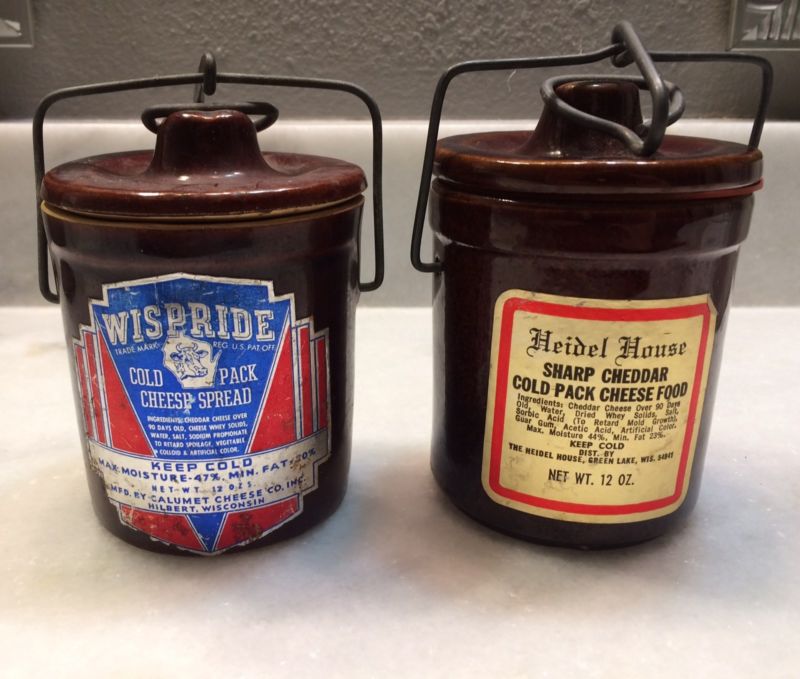 WISPRIDE
TRADE MARK REG. U.S. PAT. OFF.
COLD PACK
CHEESE SPREAD
INGREDIENTS: CHEDDAR CHEESE OVER
90 DAYS OLD, CHEESE WHEY SOLIDS,
WATER, SALT, SODIUM PROPIONATE
TO RETARD SPOILAGE, VEGETABLE
COLLOID & ARTIFICIAL COLOR.
KEEP COLD
MAX. MOISTURE-47%, MIN. FAT-20%
NET-WT. 12 OZS.
MFD. BY CALUMET CHEESE CO. INC.
HILBERT, WISCONSIN
Heidel House
SHARP CHEDDAR
COLD PACK CHEESE FOOD
Ingredients: Cheddar Cheese Over 90 Days
Old, Water, Dried Whey Solids, Salt,
Sorbic Acid (To Retard Mold Growth),
Guar Gum, Acetic Acid, Artificial Color.
Max. Moisture 44%, Min. Fat 23%.
KEEP COLD
DIST. BY
THE HEIDEL HOUSE, GREEN LAKE, WIS. 54941
NET WT. 12 OZ.